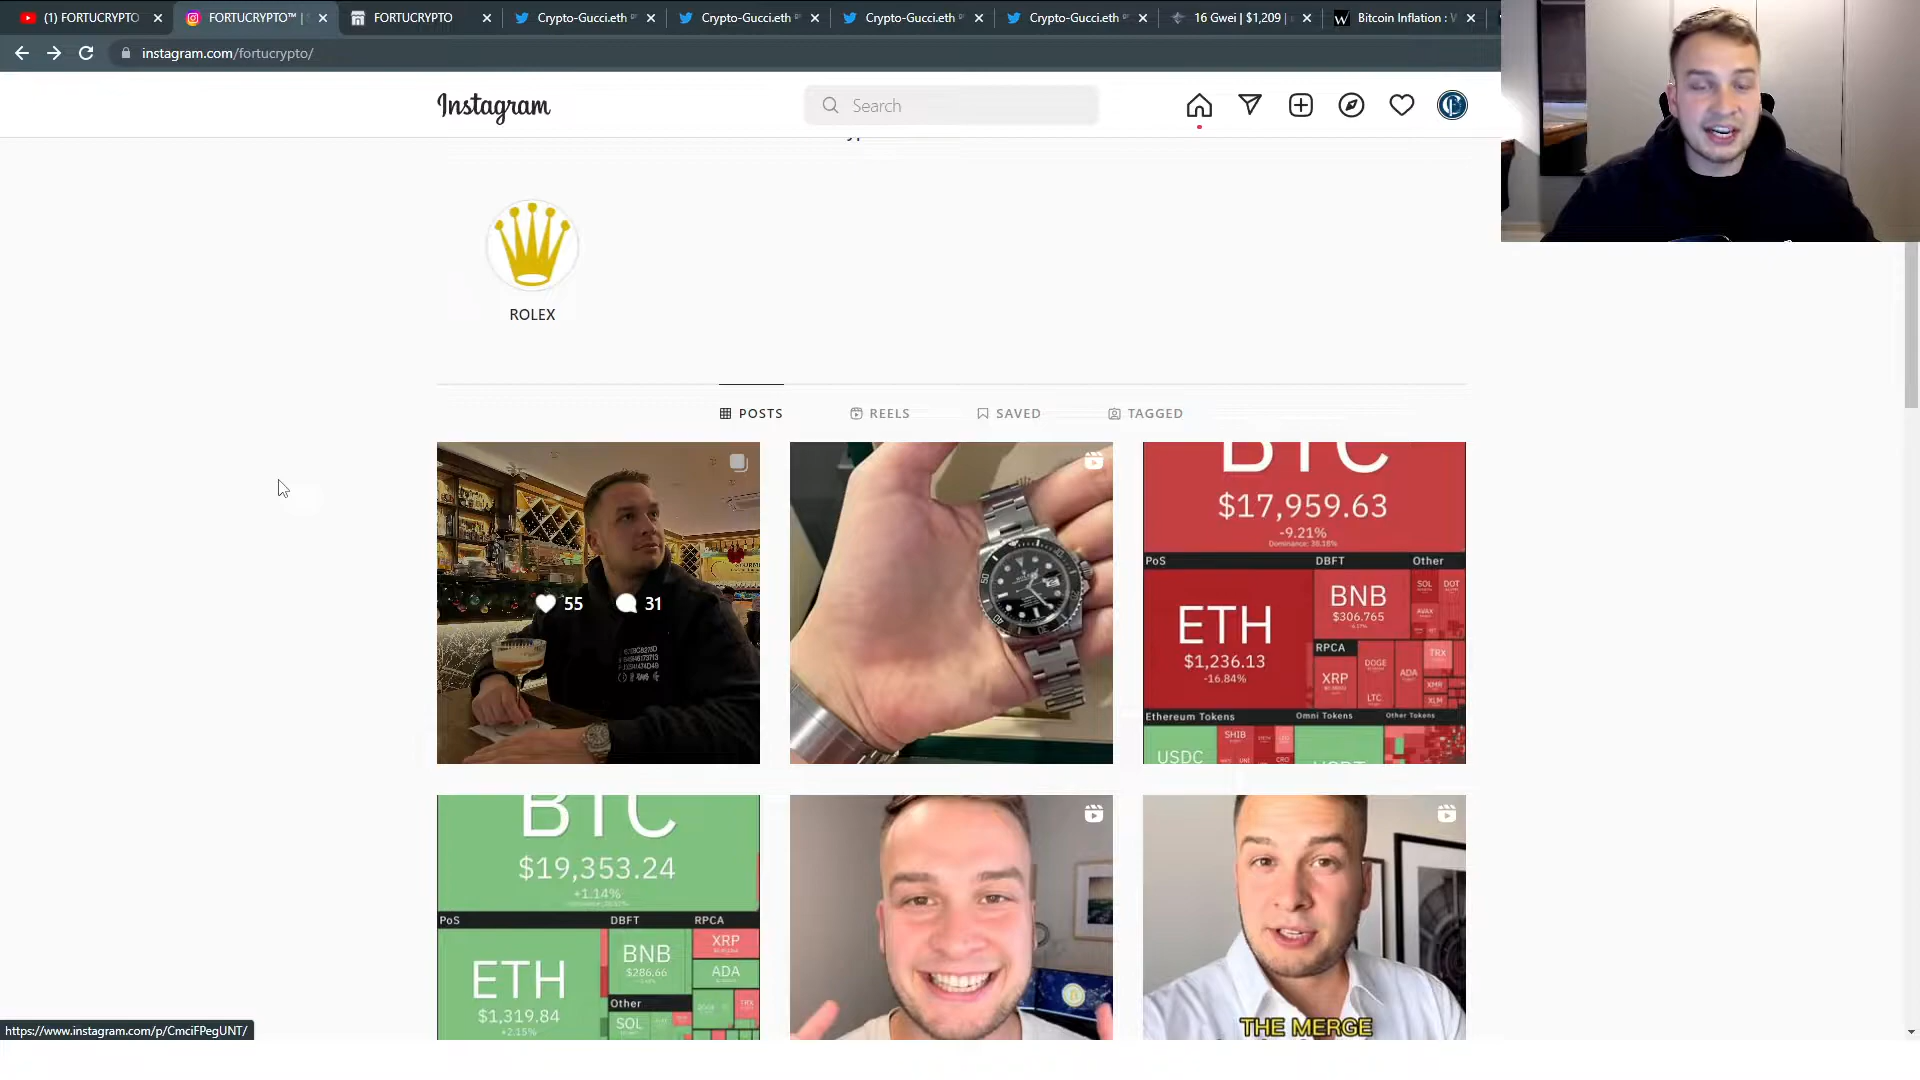 (1) FORTUCRYPTO
FORTUCRYPTO™ |
FORTUCRYPTO
Crypto-Gucci.eth
Crypto-Gucci.eth
Crypto-Gucci.eth
Crypto-Gucci.eth
16 Gwei | $1,209 |
W
Bitcoin Inflation :
instagram.com/fortucrypto/
Instagram
Search
ROLEX
POSTS
REELS
SAVED
TAGGED
55
31
BTC
$17,959.63
-9.21%
PoS
DBFT
Other
ETH
$1,236.13
-16.84%
BNB
$306.765
SOL
DOT
AVAX
RPCA
XRP
DOGE
LTC
ADA
TRX
XMR
XLM
Ethereum Tokens
Omni Tokens
Other Tokens
USDC
SHIB
USDT
BTC
$19,353.24
+1.14%
PoS
DBFT
RPCA
ETH
$1,319.84
+2.15%
BNB
$286.66
XRP
ADA
Other
SOL
THE MERGE
https://www.instagram.com/p/CmciFPegUNT/